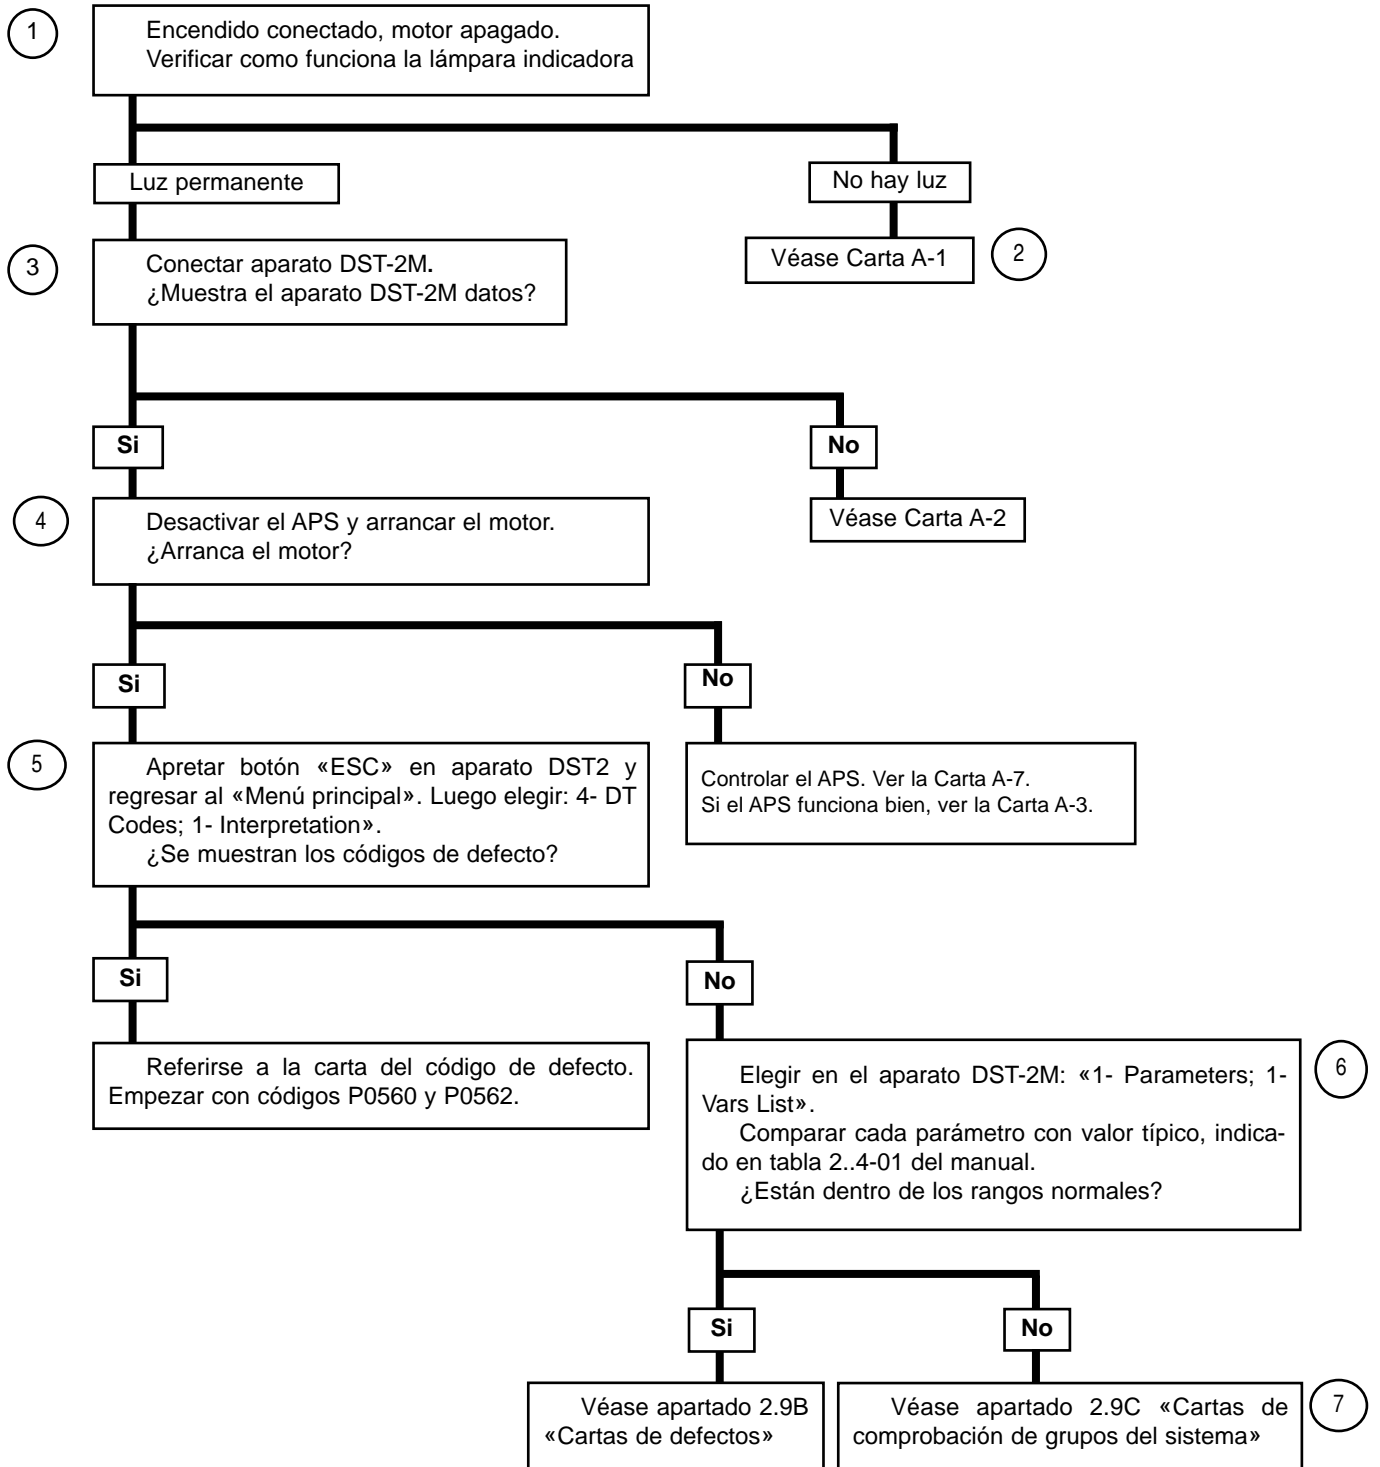 1
Encendido conectado, motor apagado.
Verificar como funciona la lámpara indicadora
Luz permanente
No hay luz
3
Conectar aparato DST-2M.
¿Muestra el aparato DST-2M datos?
Véase Carta A-1
2
Si
No
4
Desactivar el APS y arrancar el motor.
¿Arranca el motor?
Véase Carta A-2
Si
No
5
Apretar botón «ESC» en aparato DST2 y
regresar al «Menú principal». Luego elegir: 4- DT
Codes; 1- Interpretation».
¿Se muestran los códigos de defecto?
Controlar el APS. Ver la Carta A-7.
Si el APS funciona bien, ver la Carta A-3.
Si
No
Referirse a la carta del código de defecto.
Empezar con códigos P0560 y P0562.
Elegir en el aparato DST-2M: «1- Parameters; 1-
Vars List».
Comparar cada parámetro con valor típico, indica-
do en tabla 2..4-01 del manual.
¿Están dentro de los rangos normales?
6
Si
No
Véase apartado 2.9B
«Cartas de defectos»
Véase apartado 2.9C «Cartas de
comprobación de grupos del sistema»
7